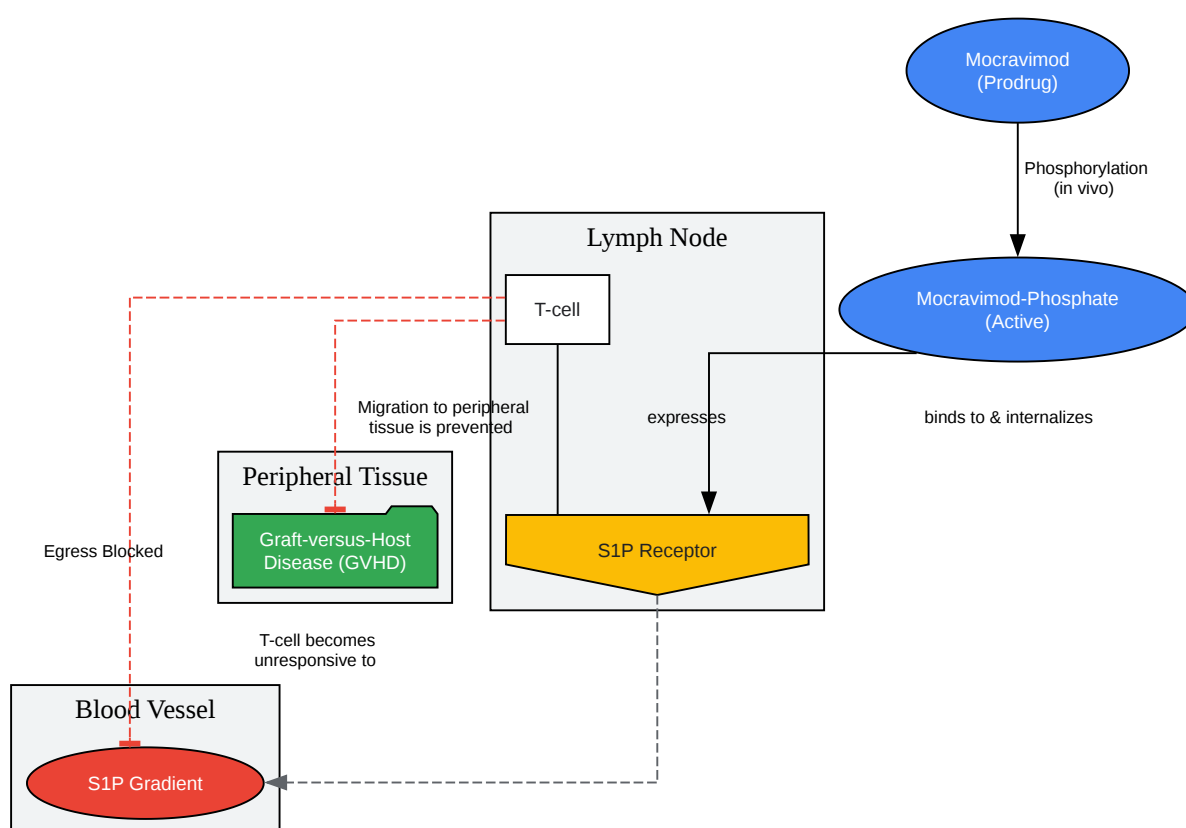 Mocravimod
(Prodrug)
Phosphorylation
(in vivo)
Lymph Node
Mocravimod-Phosphate
(Active)
T-cell
Migration to peripheral
tissue is prevented
expresses
binds to & internalizes
Peripheral Tissue
Graft-versus-Host
Disease (GVHD)
S1P Receptor
Egress Blocked
T-cell becomes
unresponsive to
Blood Vessel
S1P Gradient